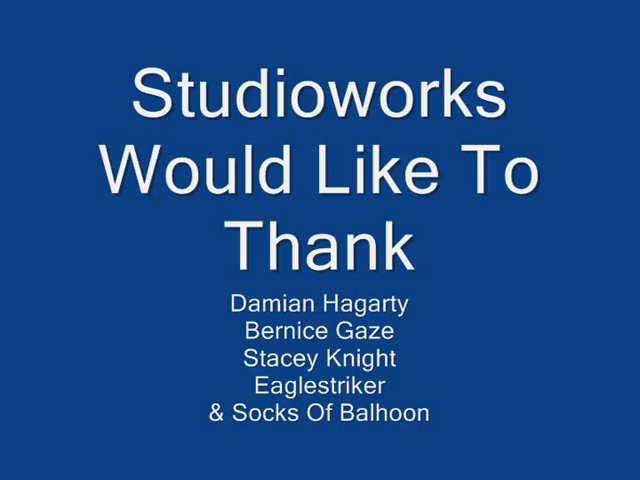 Studioworks
Would Like To
Thank
Damian Hagarty
Bernice Gaze
Stacey Knight
Eaglestriker
& Socks Of Balhoon